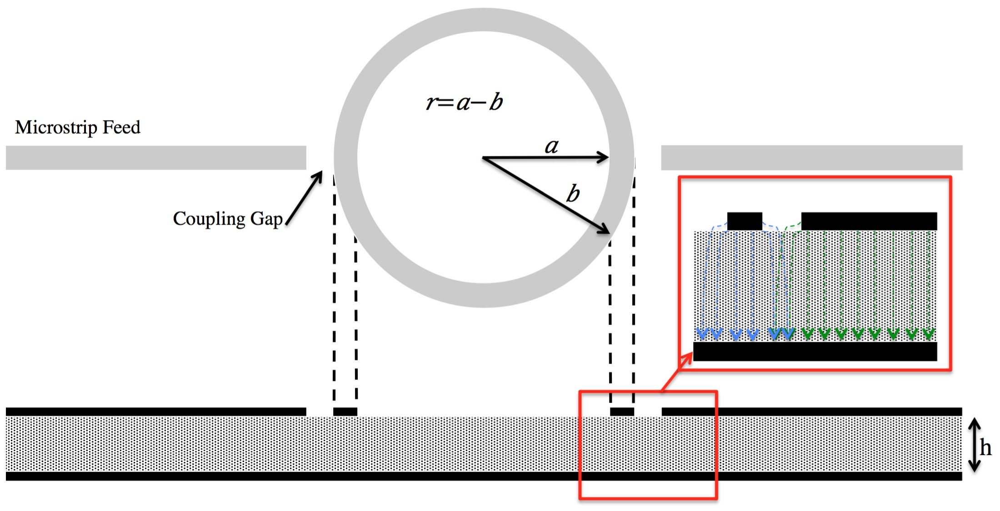 r=a−b
Microstrip Feed
a
b
Coupling Gap
h